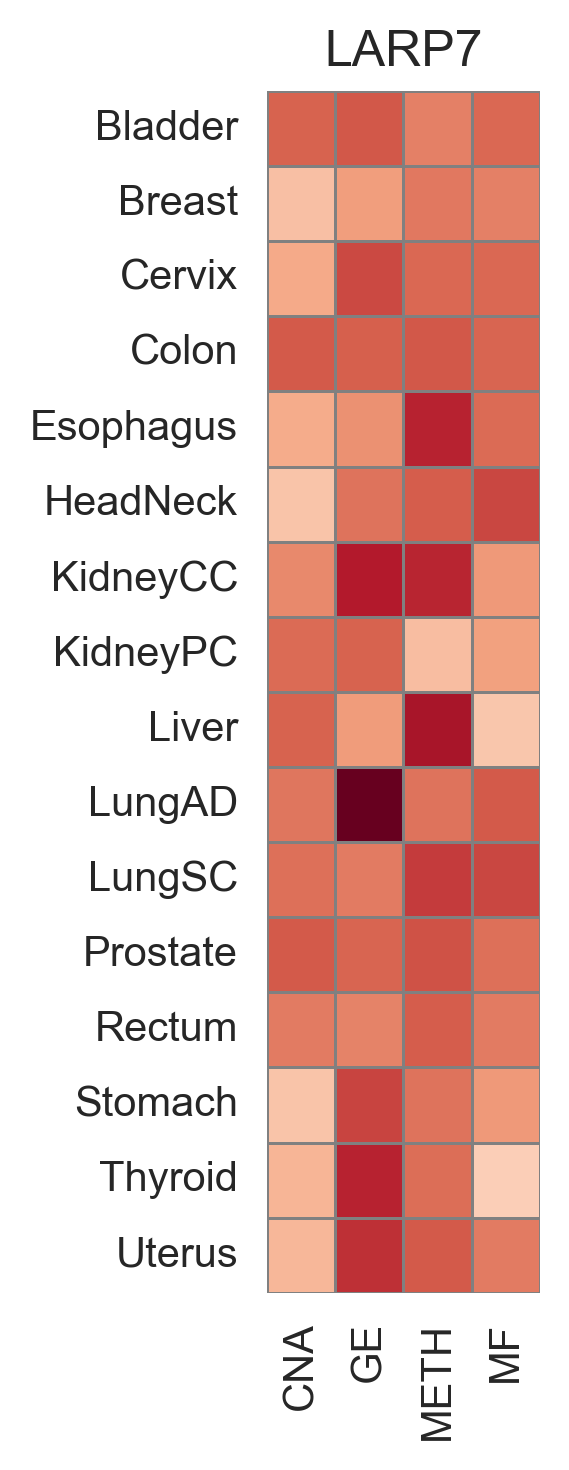 LARP7
Bladder
Breast
Cervix
Colon
Esophagus
HeadNeck
KidneyCC
KidneyPC
Liver
LungAD
LungSC
Prostate
Rectum
Stomach
Thyroid
Uterus
CNA
GE
METH
MF